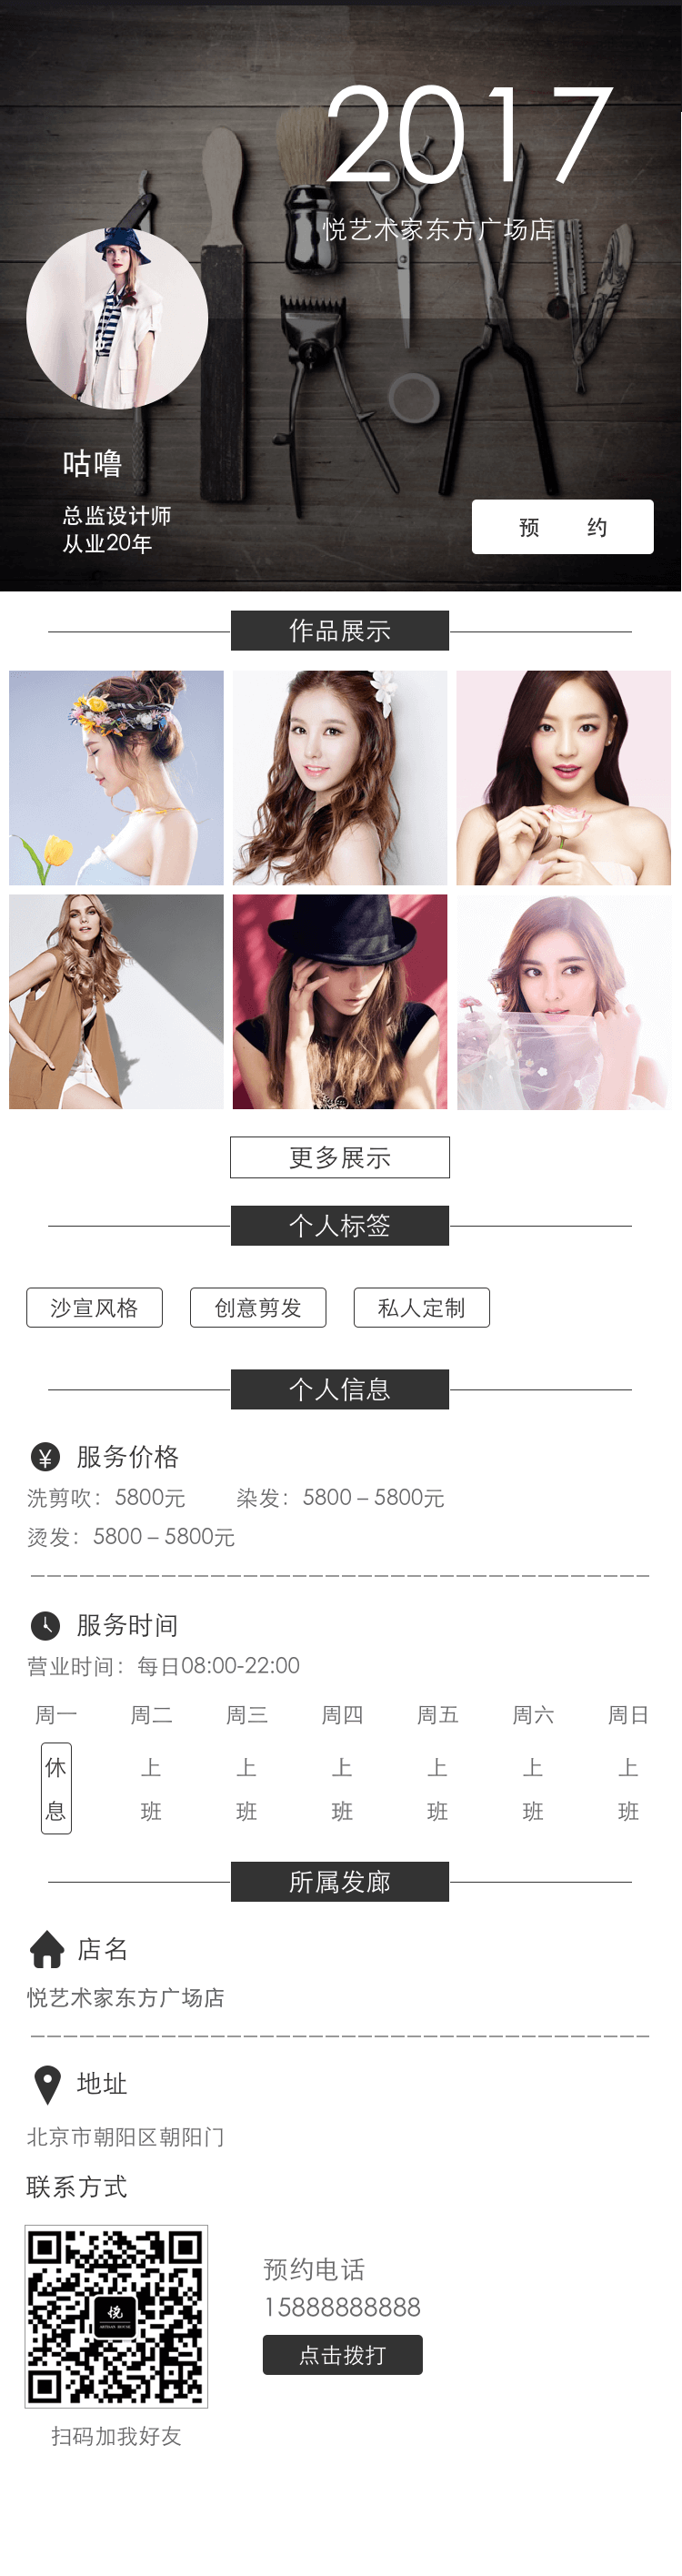 2017
悦艺术家东方广场店
咕噜
总监设计师
从业20年
预 约
作品展示
更多展示
个人标签
沙宣风格 创意剪发 私人定制
个人信息
¥ 服务价格
洗剪吹：5800元 染发：5800 – 5800元
烫发：5800 – 5800元
服务时间
营业时间：每日08:00-22:00
周一 周二 周三 周四 周五 周六 周日
休 上 上 上 上 上 上
息 班 班 班 班 班 班
所属发廊
店名
悦艺术家东方广场店
地址
北京市朝阳区朝阳门
联系方式
悦
预约电话
15888888888
点击拨打
扫码加我好友